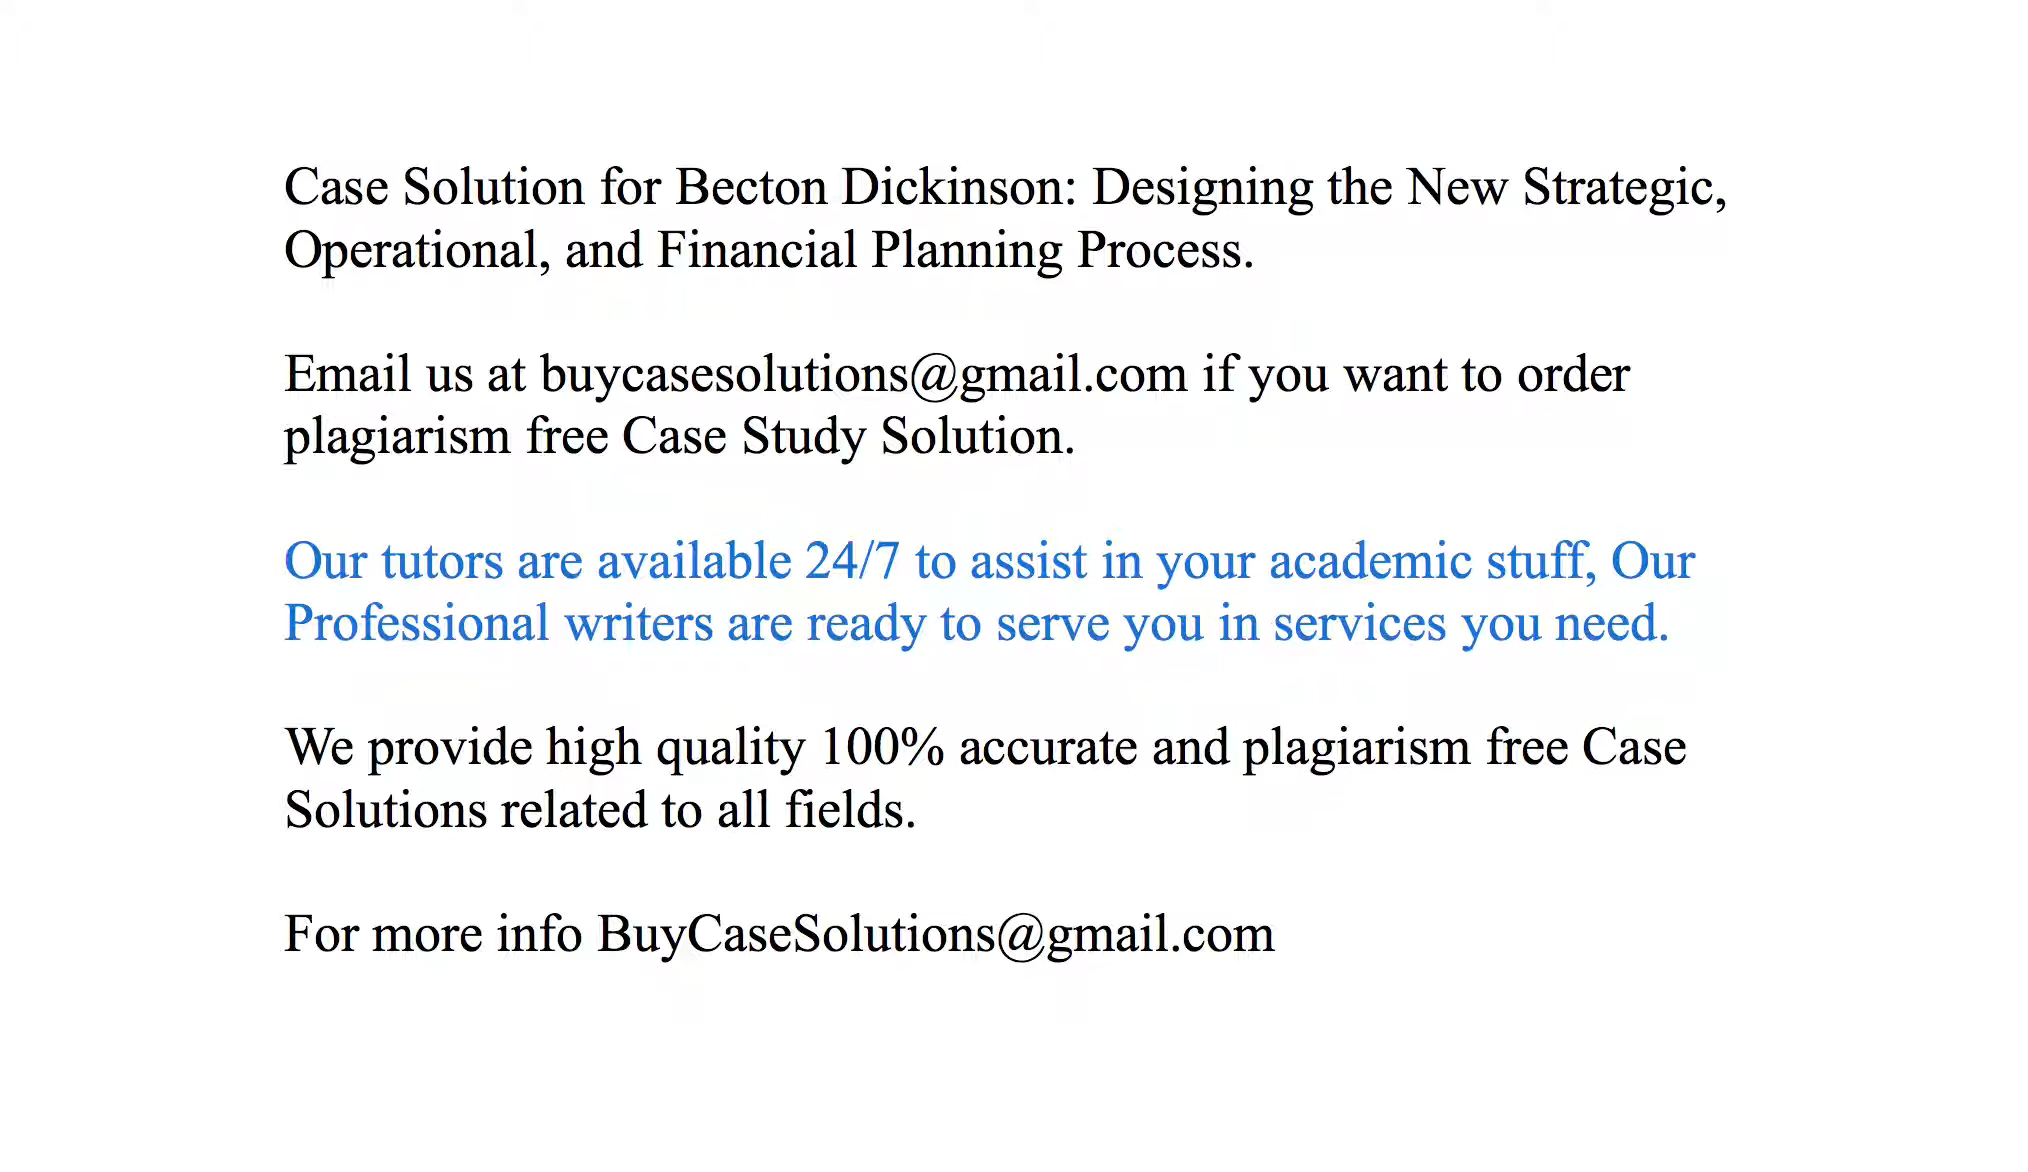 Case Solution for Becton Dickinson: Designing the New Strategic,
Operational, and Financial Planning Process.
Email us at buycasesolutions@gmail.com if you want to order
plagiarism free Case Study Solution.
Our tutors are available 24/7 to assist in your academic stuff, Our
Professional writers are ready to serve you in services you need.
We provide high quality 100% accurate and plagiarism free Case
Solutions related to all fields.
For more info BuyCaseSolutions@gmail.com